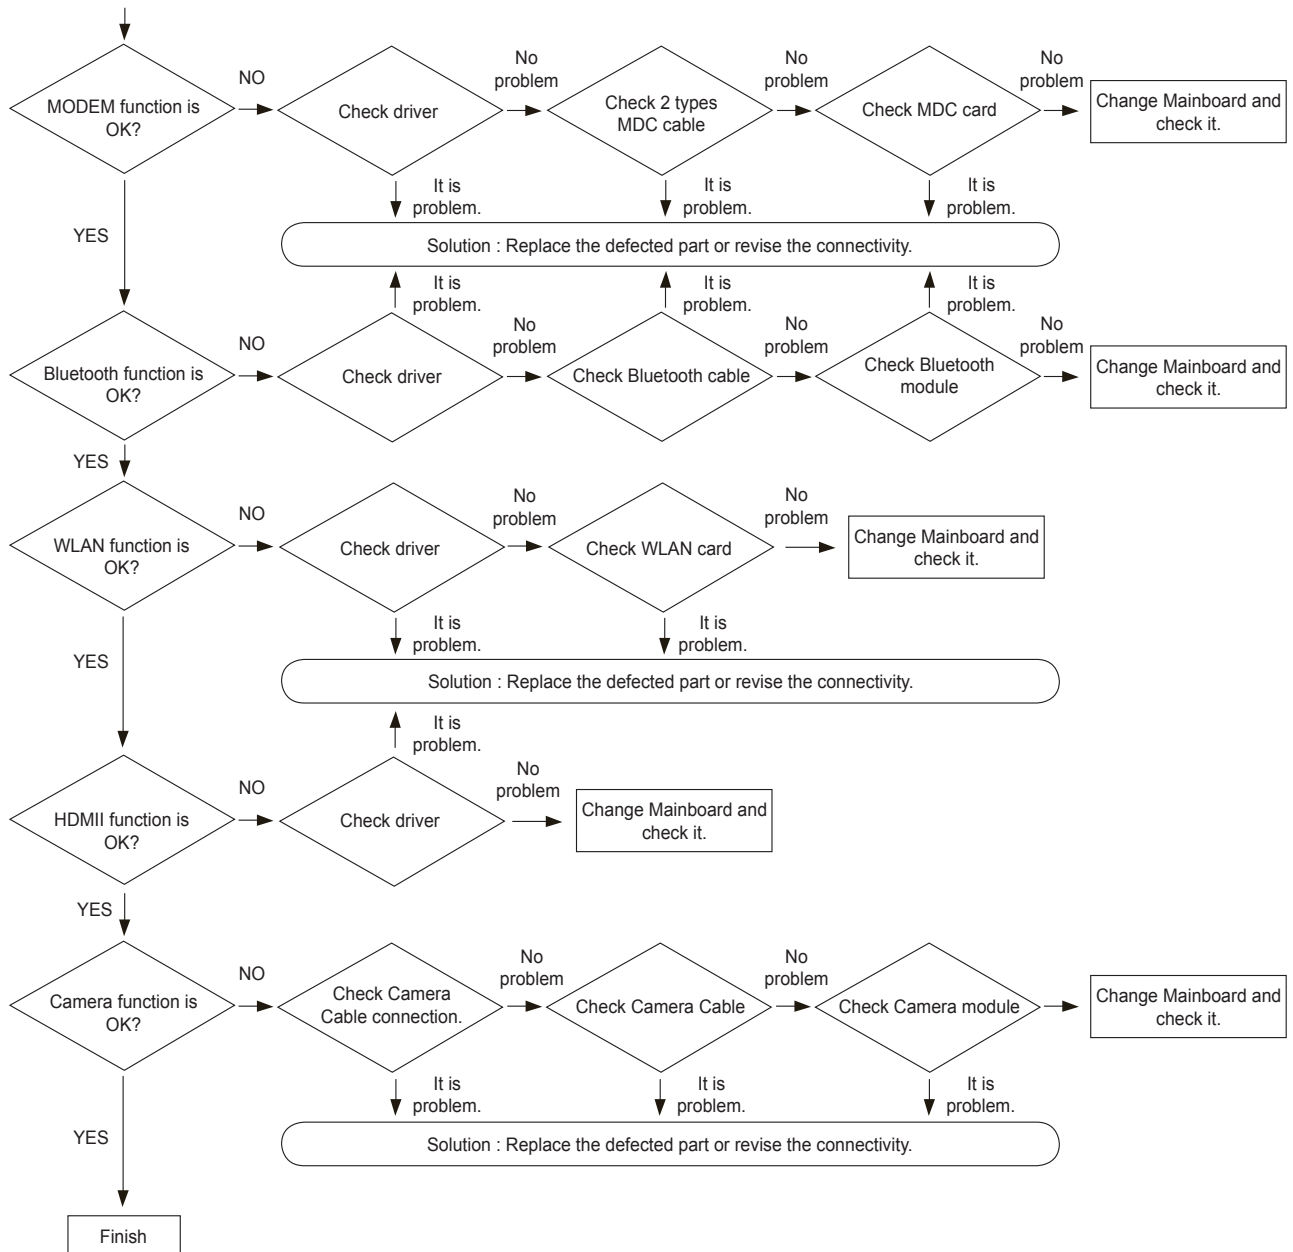 MODEM function is
OK?
NO
Check driver
No
problem
Check 2 types
MDC cable
No
problem
Check MDC card
No
problem
Change Mainboard and
check it.
YES
It is
problem.
It is
problem.
It is
problem.
Solution : Replace the defected part or revise the connectivity.
It is
problem.
It is
problem.
It is
problem.
Bluetooth function is
OK?
NO
Check driver
No
problem
Check Bluetooth cable
No
problem
Check Bluetooth
module
No
problem
Change Mainboard and
check it.
YES
WLAN function is
OK?
NO
Check driver
No
problem
Check WLAN card
No
problem
Change Mainboard and
check it.
YES
It is
problem.
It is
problem.
Solution : Replace the defected part or revise the connectivity.
It is
problem.
HDMII function is
OK?
NO
Check driver
No
problem
Change Mainboard and
check it.
YES
Camera function is
OK?
NO
Check Camera
Cable connection.
No
problem
Check Camera Cable
No
problem
Check Camera module
Change Mainboard and
check it.
YES
It is
problem.
It is
problem.
It is
problem.
Solution : Replace the defected part or revise the connectivity.
Finish